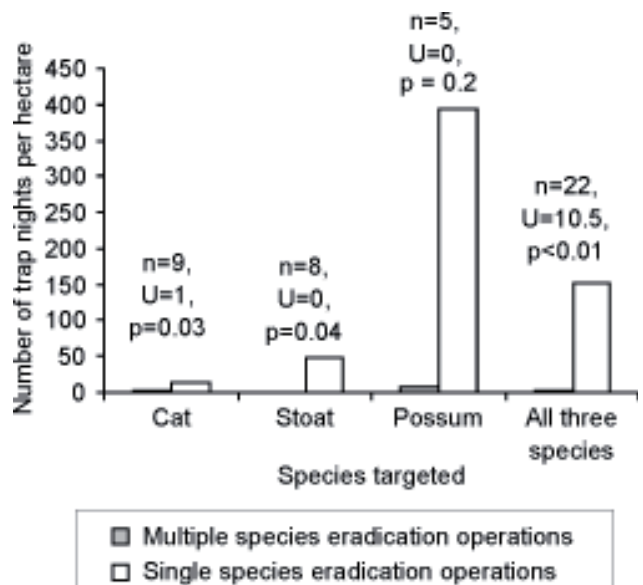 Number of trap nights per hectare
450
400
350
300
250
200
150
100
50
0
n=9,
U=1,
p=0.03
n=8,
U=0,
p=0.04
n=5,
U=0,
p = 0.2
n=22,
U=10.5,
p<0.01
Cat
Stoat
Possum
All three
species
Species targeted
Multiple species eradication operations
Single species eradication operations